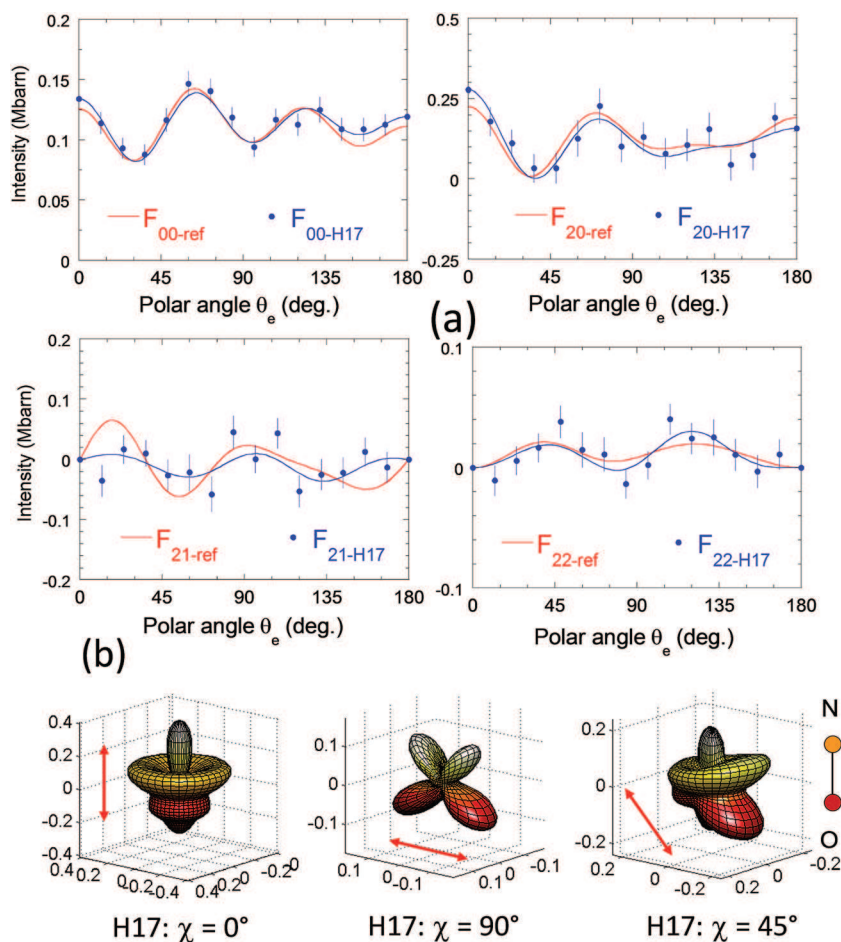 0.2
0.15
0.1
0.05
0
Intensity (Mbarn)
F00-ref
F00-H17
0 45 90 135 180
Polar angle θe (deg.)
0.5
0.25
0
-0.25
F20-ref
F20-H17
0 45 90 135 180
Polar angle θe (deg.)
(a)
0.2
0.1
0
-0.1
-0.2
Intensity (Mbarn)
F21-ref
F21-H17
0 45 90 135 180
Polar angle θe (deg.)
0.1
0
-0.1
F22-ref
F22-H17
0 45 90 135 180
Polar angle θe (deg.)
(b)
0.4
0.2
0
-0.2
-0.4
0.4
0.2
0
-0.2
-0.4
0.4
0.2
0
-0.2
0
H17: χ = 0°
0.1
0
-0.1
0.1
0
-0.1
0.1
0
-0.1
H17: χ = 90°
0.2
0
-0.2
0.2
0
-0.2
0.2
0
-0.2
H17: χ = 45°
N
O